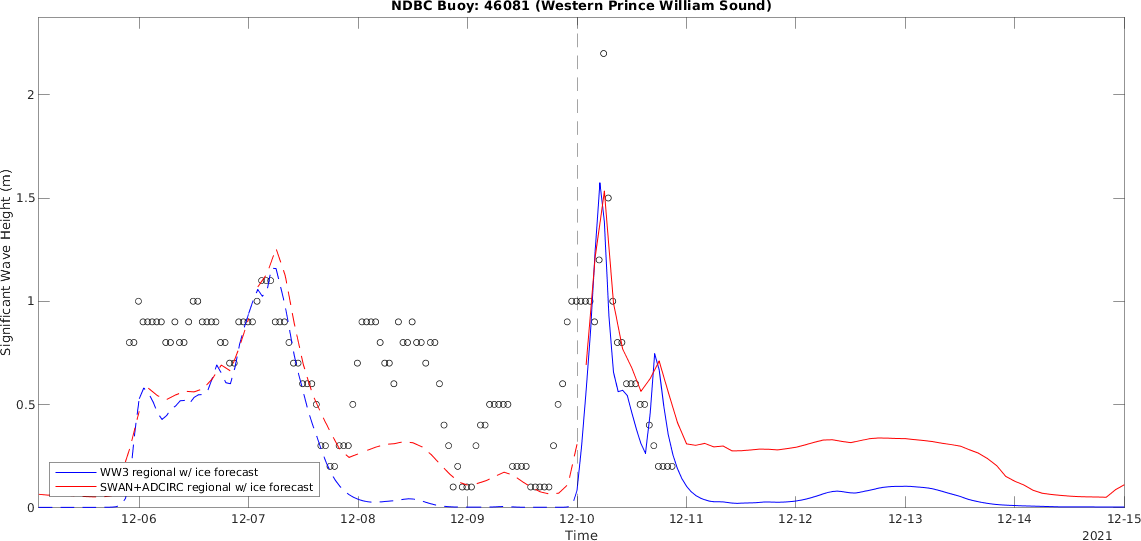 NDBC Buoy: 46081 (Western Prince William Sound)
Significant Wave Height (m)
2
1.5
1
0.5
0
WW3 regional w/ ice forecast
SWAN+ADCIRC regional w/ ice forecast
12-06 12-07 12-08 12-09 12-10 12-11 12-12 12-13 12-14 12-15
Time
2021